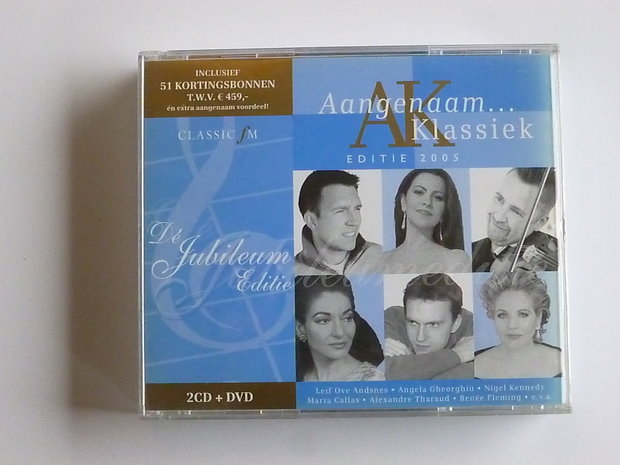 INCLUSIEF
51 KORTINGSBONNEN
T.W.V. € 459,-
én extra aangenaam voordeel!
CLASSIC fM
AK
Aangenaam...
Klassiek
EDITIE 2005
Dé
Jubileum
Editie
Leif Ove Andsnes • Angela Gheorghiu • Nigel Kennedy
Maria Callas • Alexandre Tharaud • Renée Fleming • e.v.a.
2CD + DVD